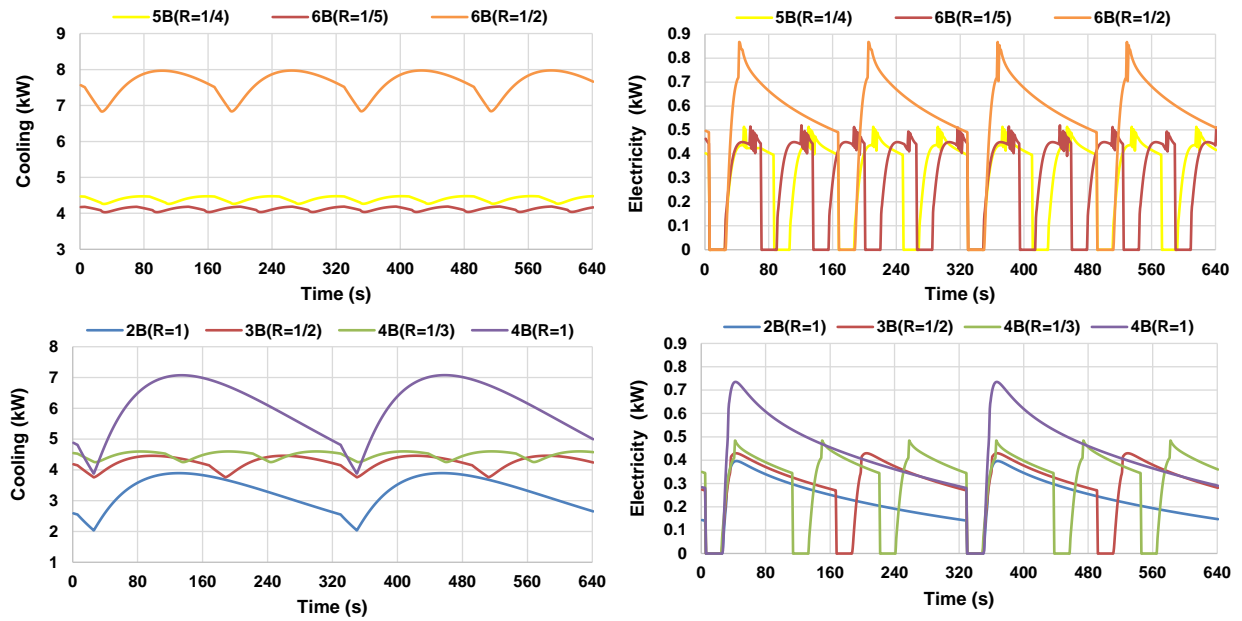 5B(R=1/4) 6B(R=1/5) 6B(R=1/2)
9
8
7
6
5
4
3
Cooling (kW)
0 80 160 240 320 400 480 560 640
Time (s)
5B(R=1/4) 6B(R=1/5) 6B(R=1/2)
0.9
0.8
0.7
0.6
0.5
0.4
0.3
0.2
0.1
0
Electricity (kW)
0 80 160 240 320 400 480 560 640
Time (s)
2B(R=1) 3B(R=1/2) 4B(R=1/3) 4B(R=1)
8
7
6
5
4
3
2
1
Cooling (kW)
0 80 160 240 320 400 480 560 640
Time (s)
2B(R=1) 3B(R=1/2) 4B(R=1/3) 4B(R=1)
0.9
0.8
0.7
0.6
0.5
0.4
0.3
0.2
0.1
0
Electricity (kW)
0 80 160 240 320 400 480 560 640
Time (s)